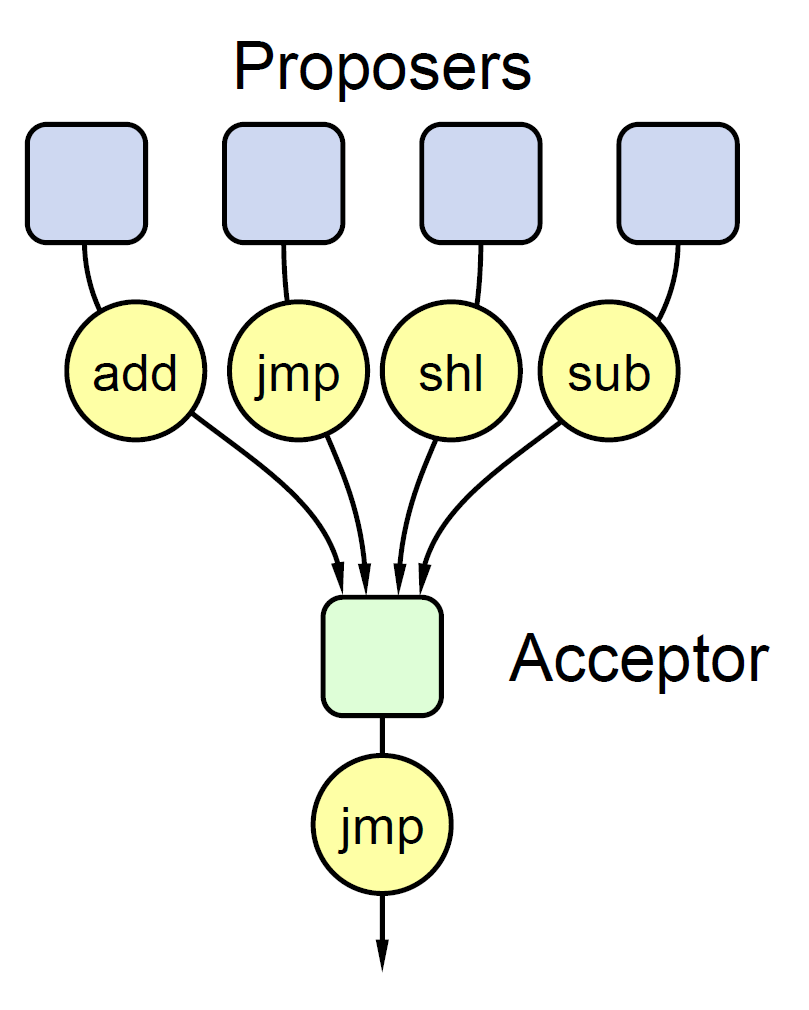 Proposers
add
jmp
shl
sub
Acceptor
jmp